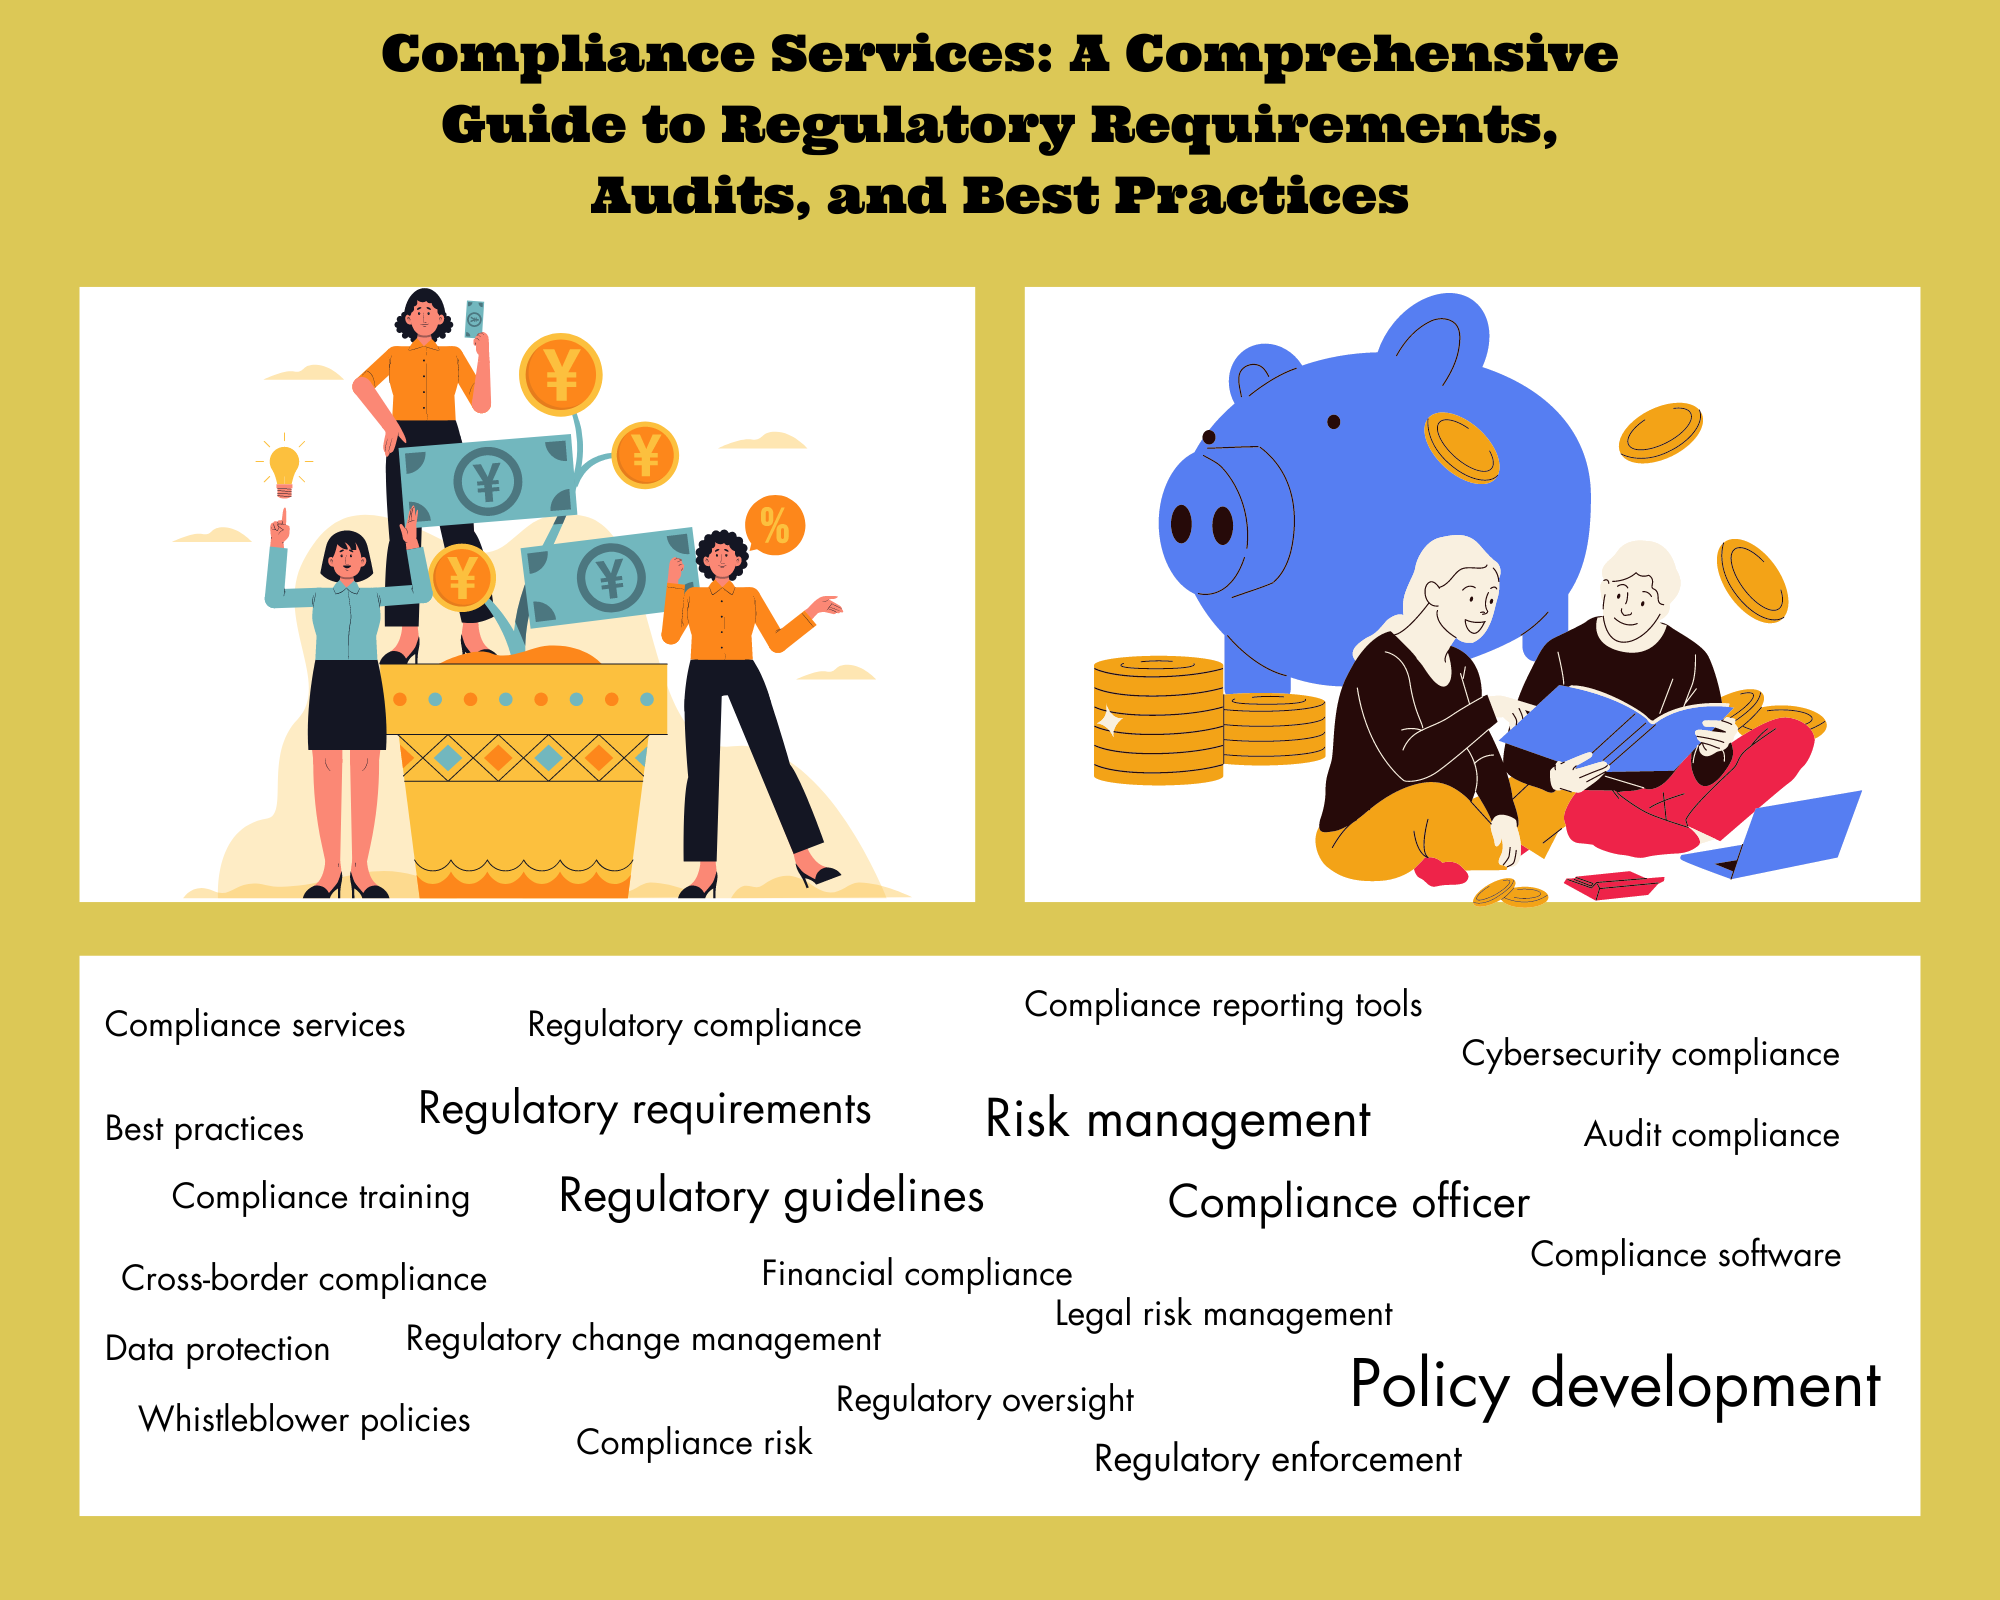 Compliance Services: A Comprehensive
Guide to Regulatory Requirements,
Audits, and Best Practices
¥
¥
¥
%
¥
¥
¥
Compliance services
Regulatory compliance
Compliance reporting tools
Cybersecurity compliance
Best practices
Regulatory requirements
Risk management
Audit compliance
Compliance training
Regulatory guidelines
Compliance officer
Cross-border compliance
Financial compliance
Compliance software
Legal risk management
Data protection
Regulatory change management
Policy development
Whistleblower policies
Regulatory oversight
Compliance risk
Regulatory enforcement